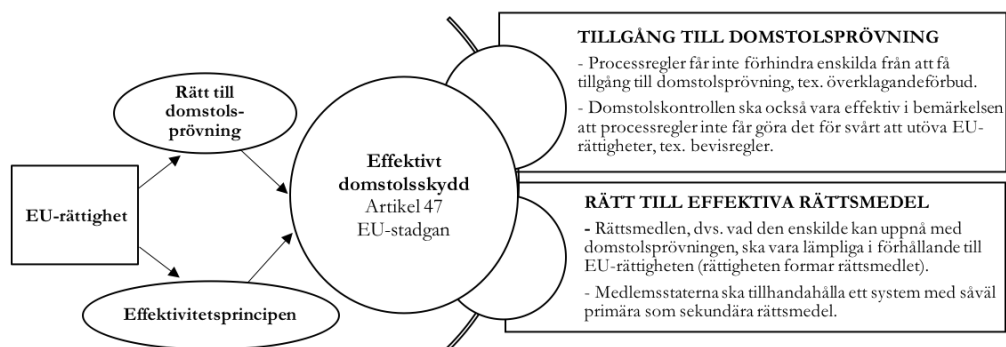 EU-rättighet
Rätt till
domstols-
prövning
Effektivitetsprincipen
Effektivt
domstolsskydd
Artikel 47
EU-stadgan
TILLGÅNG TILL DOMSTOLSPRÖVNING
- Processregler får inte förhindra enskilda från att få
tillgång till domstolsprövning, tex. överklagandeförbud.
- Domstolskontrollen ska också vara effektiv i bemärkelsen
att processregler inte får göra det för svårt att utöva EU-
rättigheter, tex. bevisregler.
RÄTT TILL EFFEKTIVA RÄTTSMEDEL
- Rättsmedlen, dvs. vad den enskilde kan uppnå med
domstolsprövningen, ska vara lämpliga i förhållande till
EU-rättigheten (rättigheten formar rättsmedlet).
- Medlemsstaterna ska tillhandahålla ett system med såväl
primära som sekundära rättsmedel.